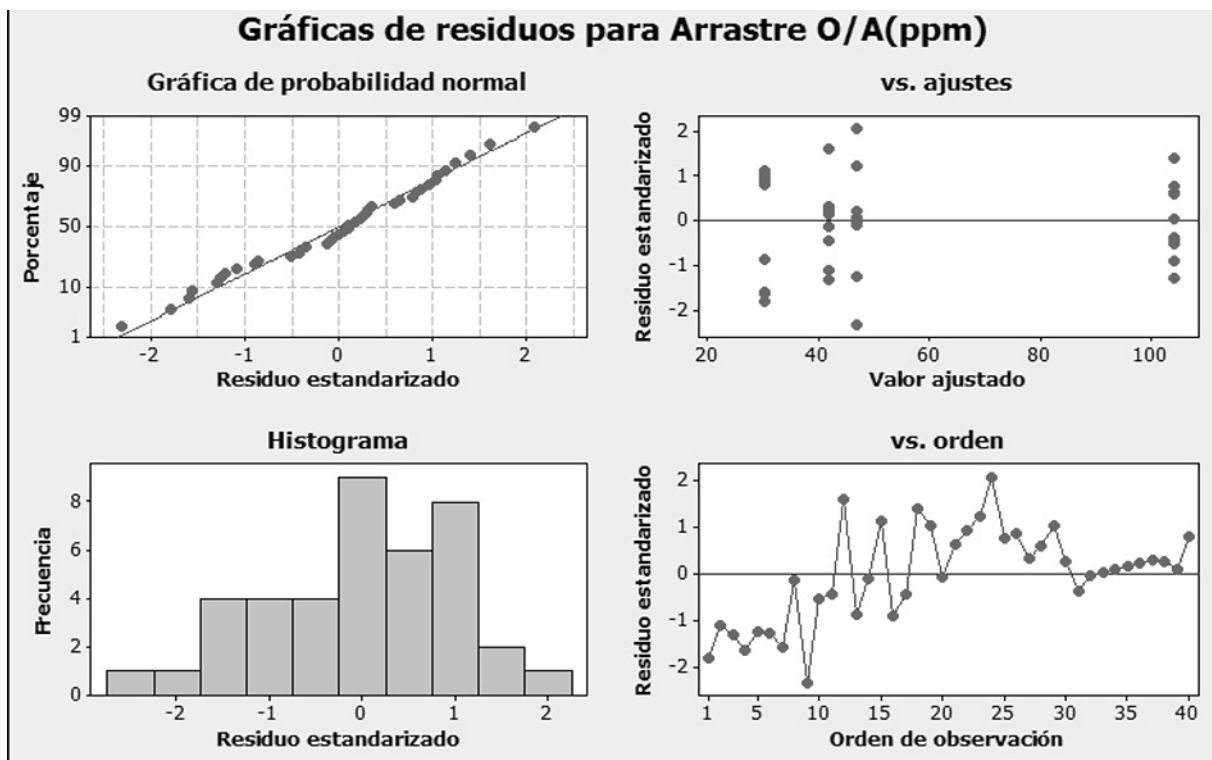 Gráficas de residuos para Arrastre O/A(ppm)
Gráfica de probabilidad normal
99
90
50
10
1
Porcentaje
-2 -1 0 1 2
Residuo estandarizado
vs. ajustes
2
1
0
-1
-2
Residuo estandarizado
20 40 60 80 100
Valor ajustado
Histograma
8
6
4
2
0
Frecuencia
-2 -1 0 1 2
Residuo estandarizado
vs. orden
2
1
0
-1
-2
Residuo estandarizado
1 5 10 15 20 25 30 35 40
Orden de observación